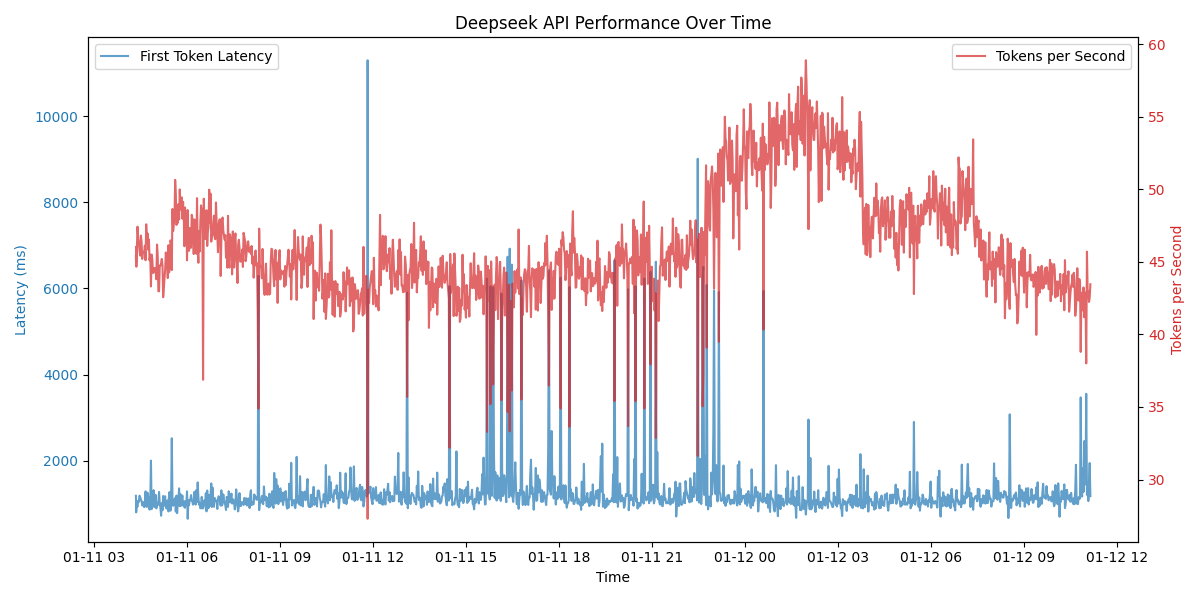 Deepseek API Performance Over Time
First Token Latency
Tokens per Second
Latency (ms)
10000
8000
6000
4000
2000
60
55
50
45
40
35
30
Tokens per Second
01-11 03 01-11 06 01-11 09 01-11 12 01-11 15 01-11 18 01-11 21 01-12 00 01-12 03 01-12 06 01-12 09 01-12 12
Time